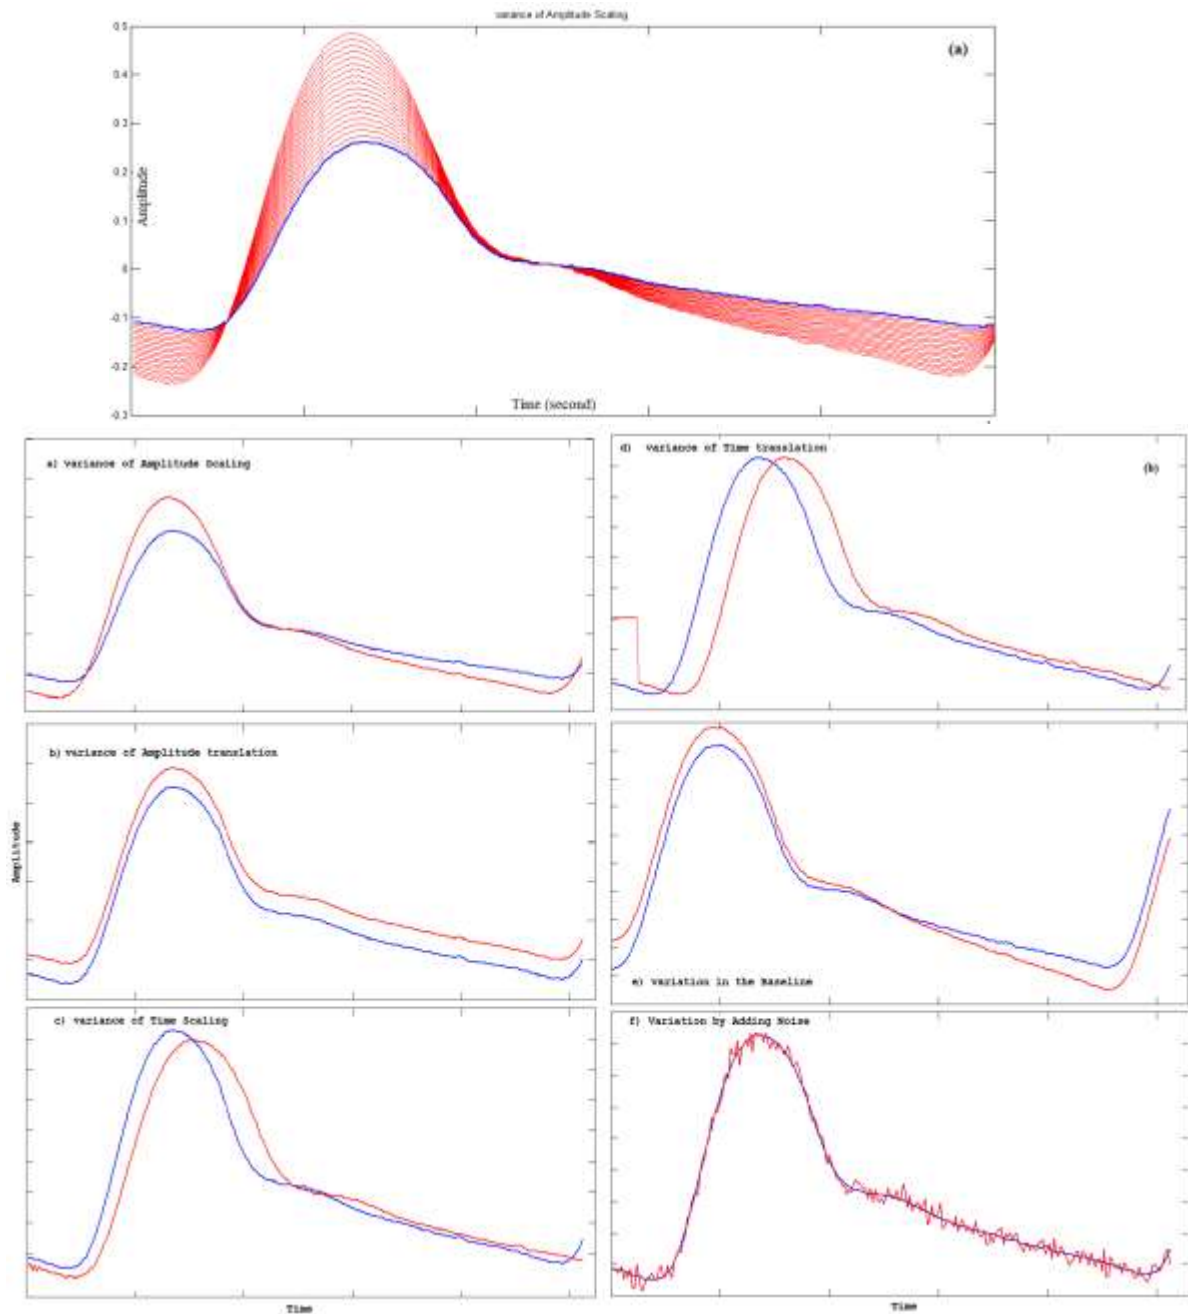 variance of Amplitude Scaling
(a)
0.5
0.4
0.3
0.2
0.1
0
-0.1
-0.2
-0.3
Amplitude
Time (second)
a) variance of Amplitude Scaling
d) variance of Time translation
(b)
b) variance of Amplitude translation
Amplitude
e) variation in the Baseline
c) variance of Time Scaling
f) Variation by Adding Noise
Time
Time